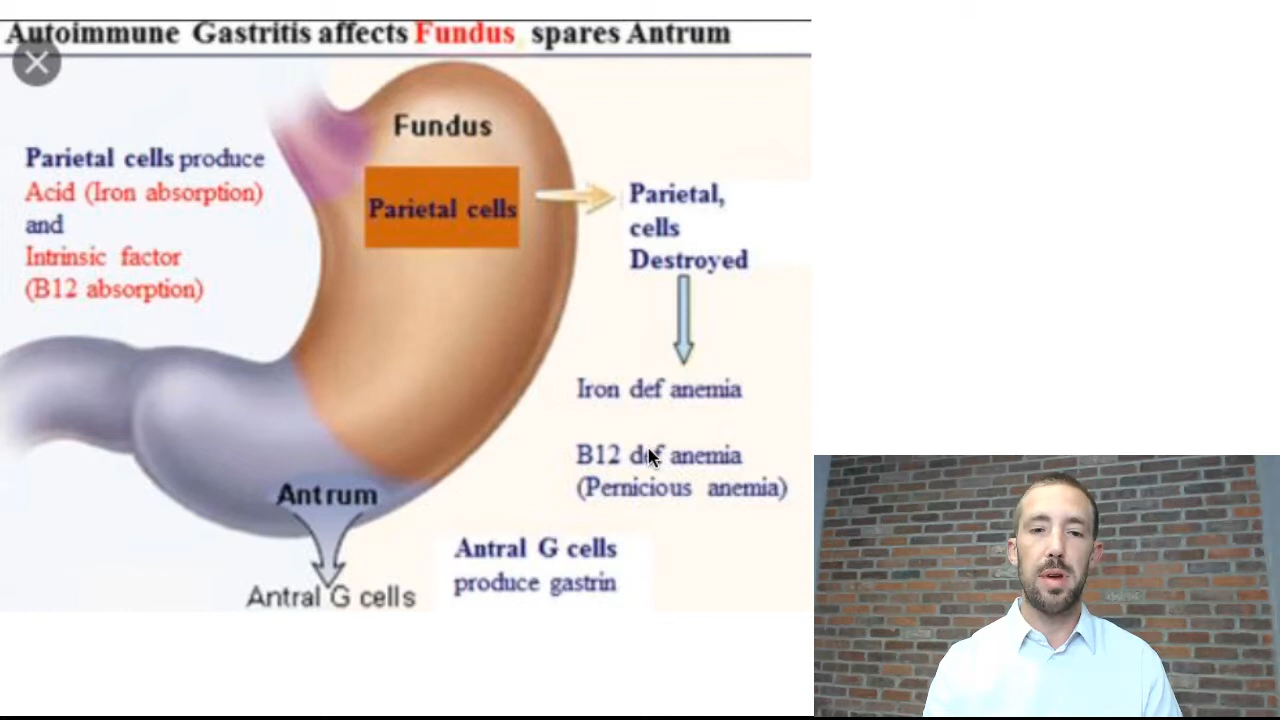 Autoimmune Gastritis affects Fundus, spares Antrum
Fundus
Parietal cells produce
Acid (Iron absorption)
and
Intrinsic factor
(B12 absorption)
Parietal cells
Parietal,
cells
Destroyed
Iron def anemia
B12 def anemia
(Pernicious anemia)
Antrum
Antral G cells
produce gastrin
Antral G cells